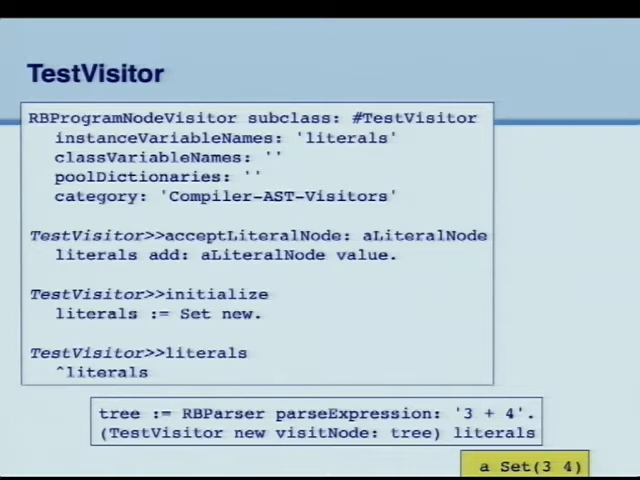 TestVisitor
RBProgramNodeVisitor subclass: #TestVisitor
instanceVariableNames: 'literals'
classVariableNames: ''
poolDictionaries: ''
category: 'Compiler-AST-Visitors'
TestVisitor>>acceptLiteralNode: aLiteralNode
literals add: aLiteralNode value.
TestVisitor>>initialize
literals := Set new.
TestVisitor>>literals
^literals
tree := RBParser parseExpression: '3 + 4'.
(TestVisitor new visitNode: tree) literals
a Set(3 4)